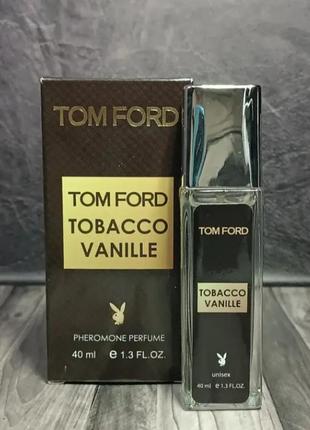 TOM FORD
TOM FORD
TOBACCO
VANILLE
PHEROMONE PERFUME
40 ml e 1.3 FL.OZ.
TOM FORD
TOBACCO
VANILLE
unisex
40 ml e 1.3 FL.OZ.